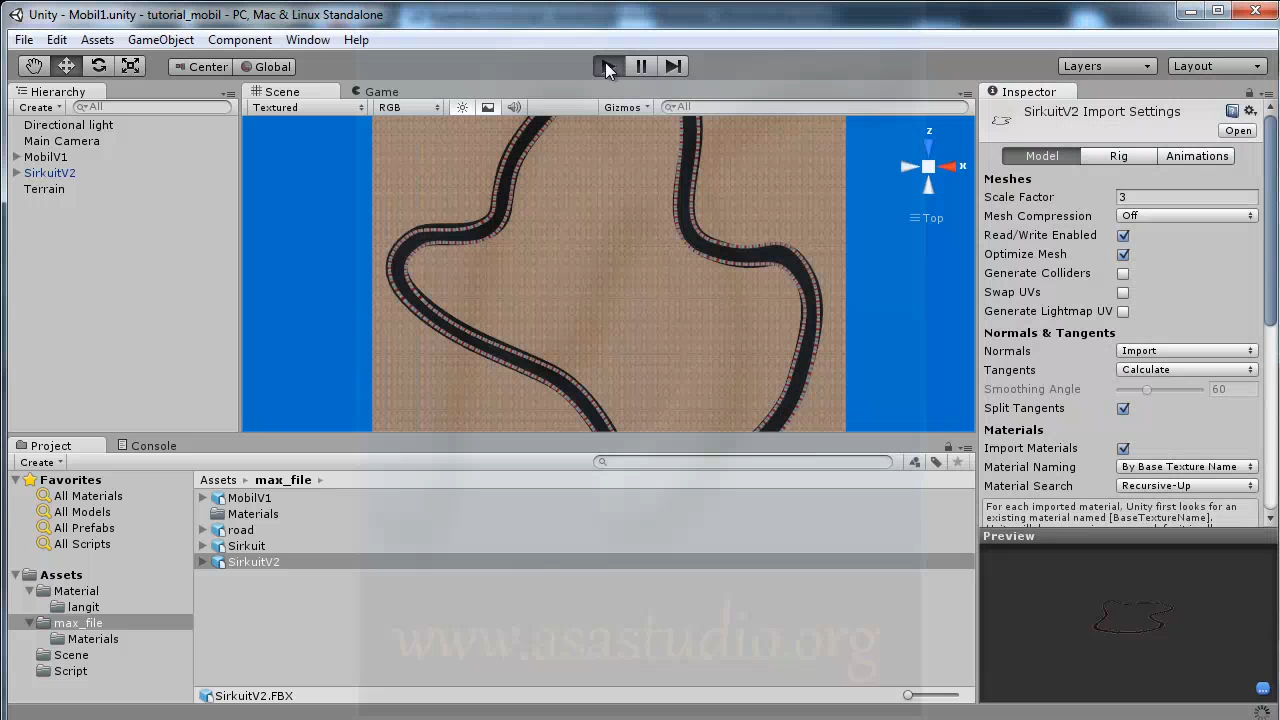 Unity - Mobil1.unity - tutorial_mobil - PC, Mac & Linux Standalone
File Edit Assets GameObject Component Window Help
Center Global Layers Layout
Hierarchy
Create All
Directional light
Main Camera
MobilV1
SirkuitV2
Terrain
Scene Game
Textured RGB Gizmos All
z
x
Top
Inspector
SirkuitV2 Import Settings
Open
Model Rig Animations
Meshes
Scale Factor 3
Mesh Compression Off
Read/Write Enabled
Optimize Mesh
Generate Colliders
Swap UVs
Generate Lightmap UV
Normals & Tangents
Normals Import
Tangents Calculate
Smoothing Angle 60
Split Tangents
Materials
Import Materials
Material Naming By Base Texture Name
Material Search Recursive-Up
For each imported material, Unity first looks for an
existing material named [BaseTextureName].
Preview
Project Console
Create
Favorites
All Materials
All Models
All Prefabs
All Scripts
Assets
Material
langit
max_file
Materials
Scene
Script
Assets max_file
MobilV1
Materials
road
Sirkuit
SirkuitV2
www.asastudio.org
SirkuitV2.FBX